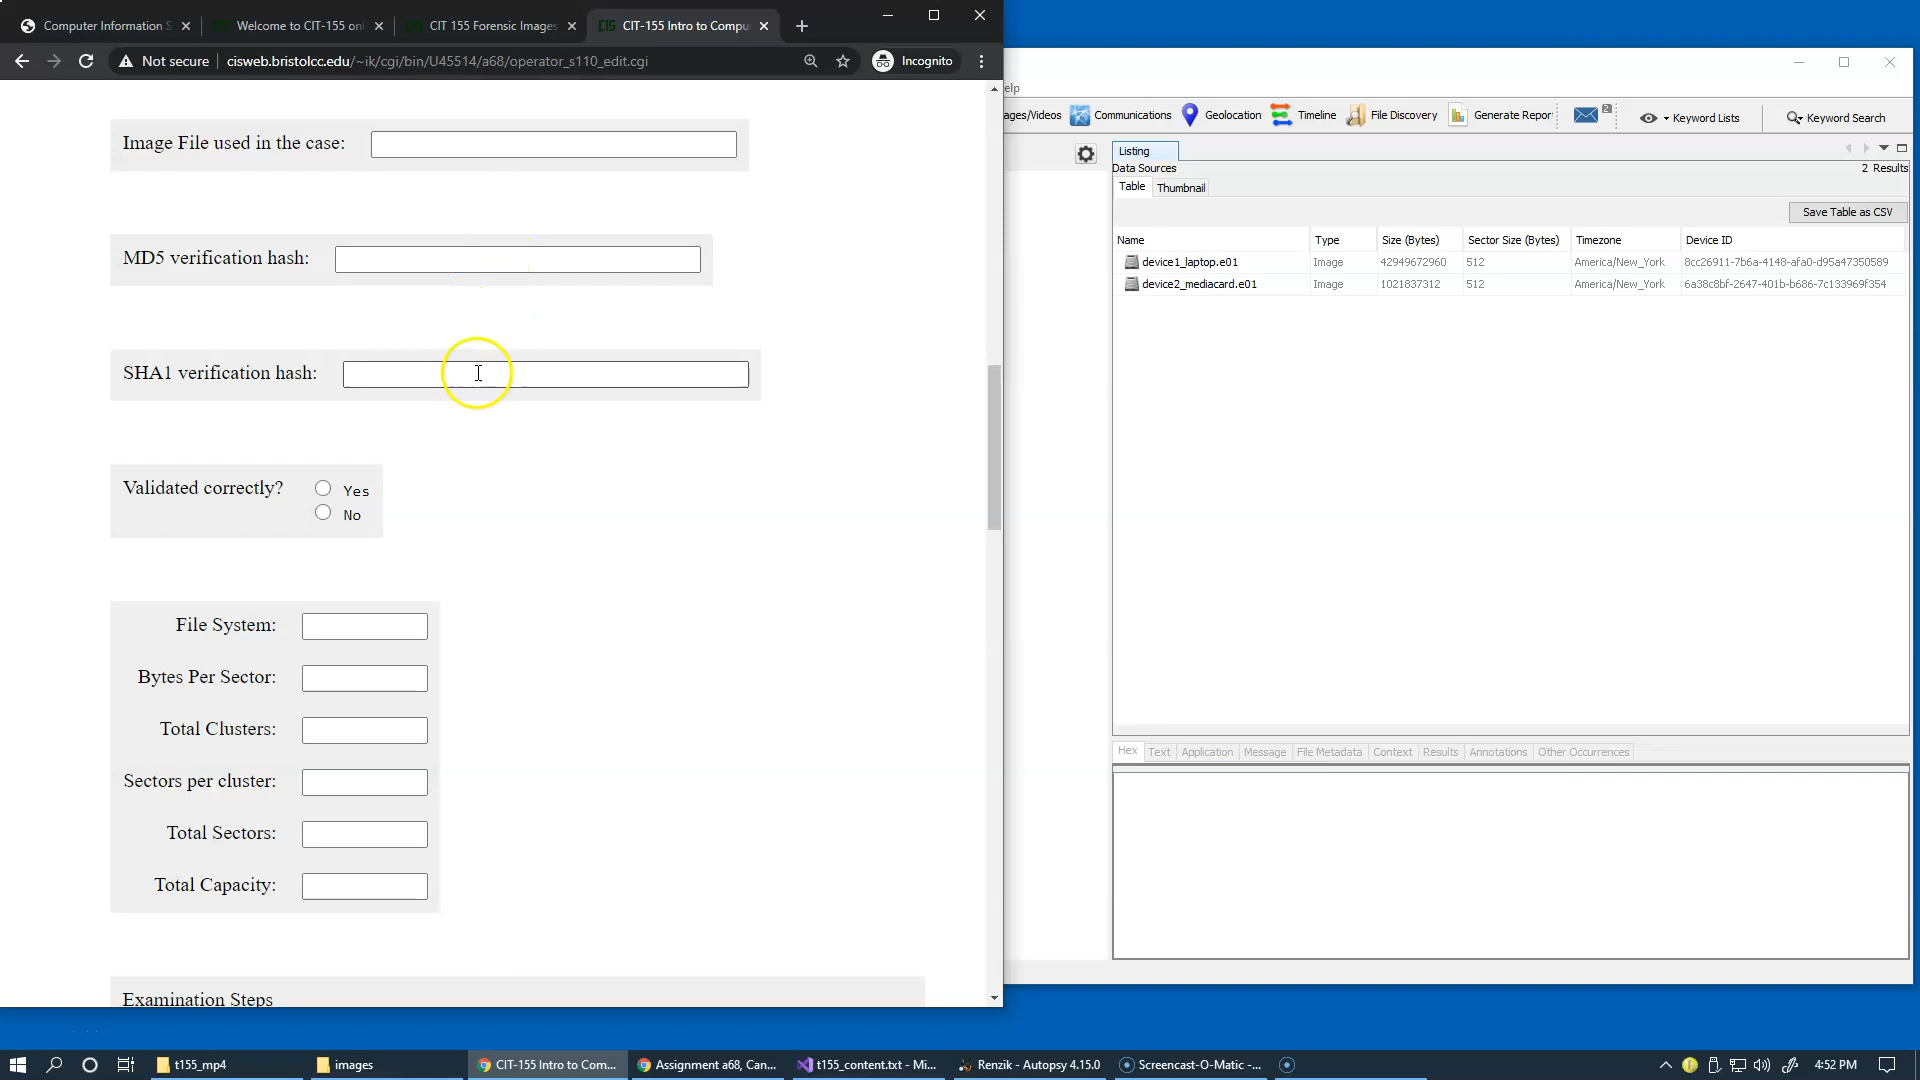 Computer Information S
Welcome to CIT-155 onl
CIT 155 Forensic Images
CIS CIT-155 Intro to Compu
Not secure
cisweb.bristolcc.edu/~ik/cgi/bin/U45514/a68/operator_s110_edit.cgi
Incognito
Image File used in the case:
MD5 verification hash:
SHA1 verification hash:
Validated correctly?
Yes
No
File System:
Bytes Per Sector:
Total Clusters:
Sectors per cluster:
Total Sectors:
Total Capacity:
Examination Steps
elp
ages/Videos
Communications
Geolocation
Timeline
File Discovery
Generate Report
2
Keyword Lists
Keyword Search
Listing
Data Sources
2 Results
Table
Thumbnail
Save Table as CSV
Name Type Size (Bytes) Sector Size (Bytes) Timezone Device ID
device1_laptop.e01 Image 42949672960 512 America/New_York 8cc26911-7b6a-4148-afa0-d95a47350589
device2_mediacard.e01 Image 1021837312 512 America/New_York 6a38c8bf-2647-401b-b686-7c133969f354
Hex Text Application Message File Metadata Context Results Annotations Other Occurrences
t155_mp4
images
CIT-155 Intro to Com...
Assignment a68, Can...
t155_content.txt - Mi...
Renzik - Autopsy 4.15.0
Screencast-O-Matic -...
4:52 PM